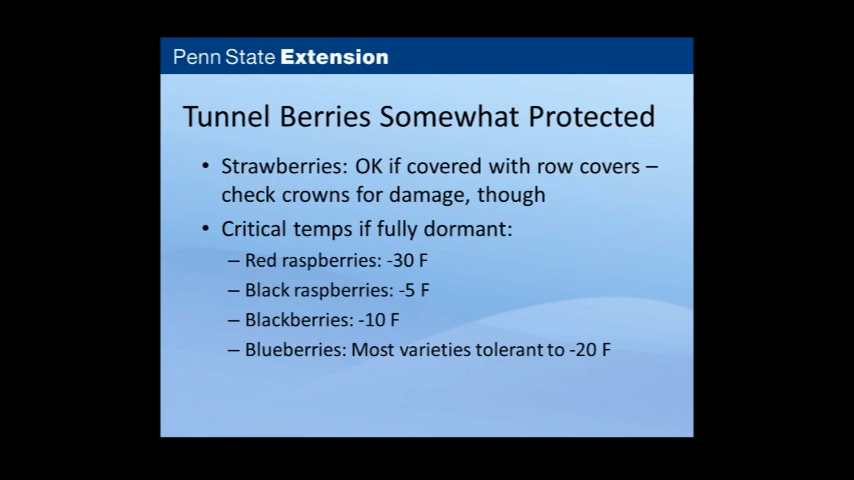 Penn State Extension
Tunnel Berries Somewhat Protected
• Strawberries: OK if covered with row covers –
check crowns for damage, though
• Critical temps if fully dormant:
– Red raspberries: -30 F
– Black raspberries: -5 F
– Blackberries: -10 F
– Blueberries: Most varieties tolerant to -20 F